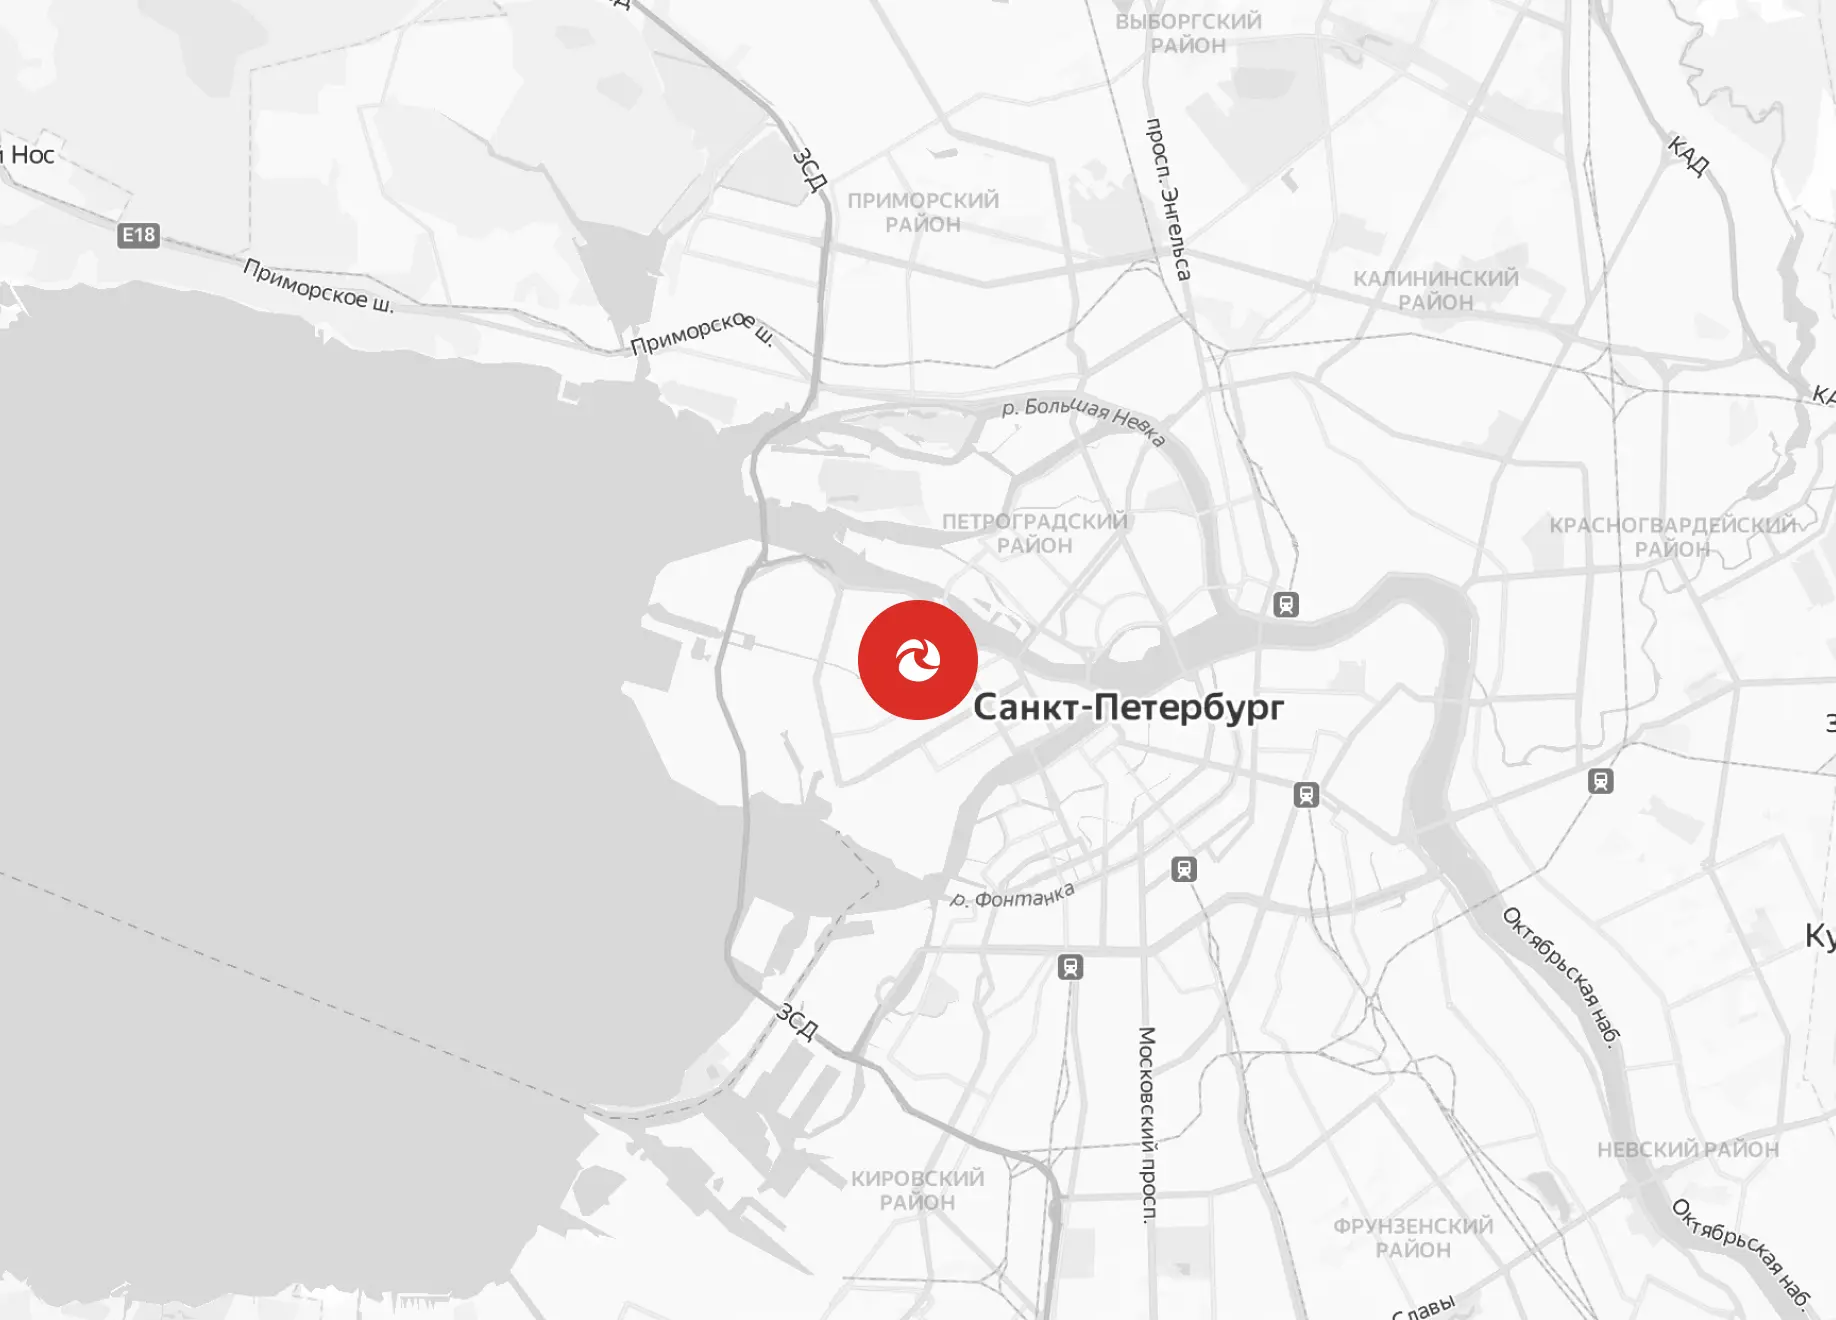 ВЫБОРГСКИЙ
РАЙОН
ЗСД
КАД
просп. Энгельса
Нос
ПРИМОРСКИЙ
РАЙОН
E18
Приморское ш.
КАЛИНИНСКИЙ
РАЙОН
Приморское ш.
р. Большая Невка
ПЕТРОГРАДСКИЙ
РАЙОН
КРАСНОГВАРДЕЙСКИЙ
РАЙОН
Санкт-Петербург
р. Фонтанка
Октябрьская наб.
Ку
ЗСД
Московский просп.
НЕВСКИЙ РАЙОН
КИРОВСКИЙ
РАЙОН
ФРУНЗЕНСКИЙ
РАЙОН
Октябрьская наб.
Славы